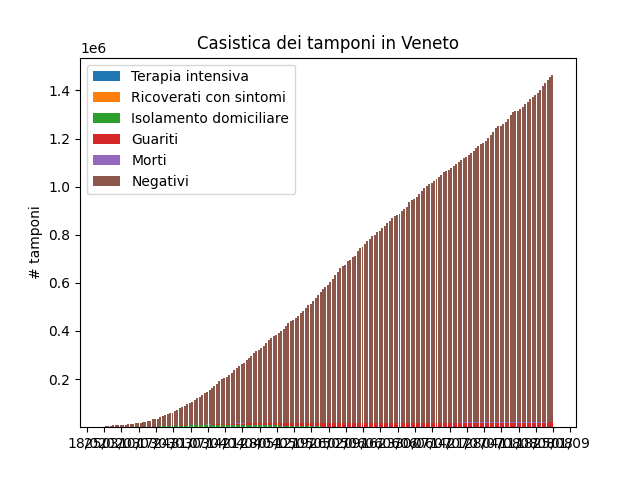 Casistica dei tamponi in Veneto
1e6
Terapia intensiva
Ricoverati con sintomi
Isolamento domiciliare
Guariti
Morti
Negativi
# tamponi
1.4
1.2
1.0
0.8
0.6
0.4
0.2